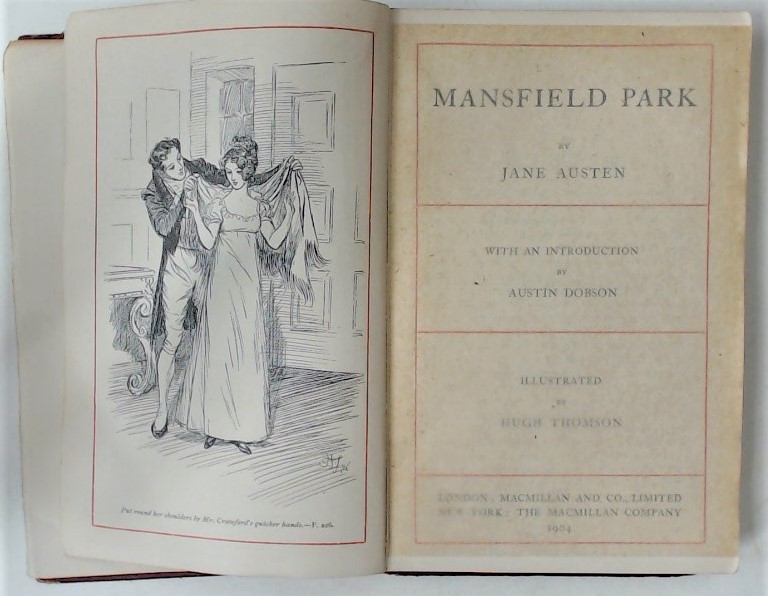 Put round her shoulders by Mr. Crawford's quicker hands.—P. 226.
MANSFIELD PARK
BY
JANE AUSTEN
WITH AN INTRODUCTION
BY
AUSTIN DOBSON
ILLUSTRATED
BY
HUGH THOMSON
LONDON: MACMILLAN AND CO., LIMITED
NEW YORK: THE MACMILLAN COMPANY
1904